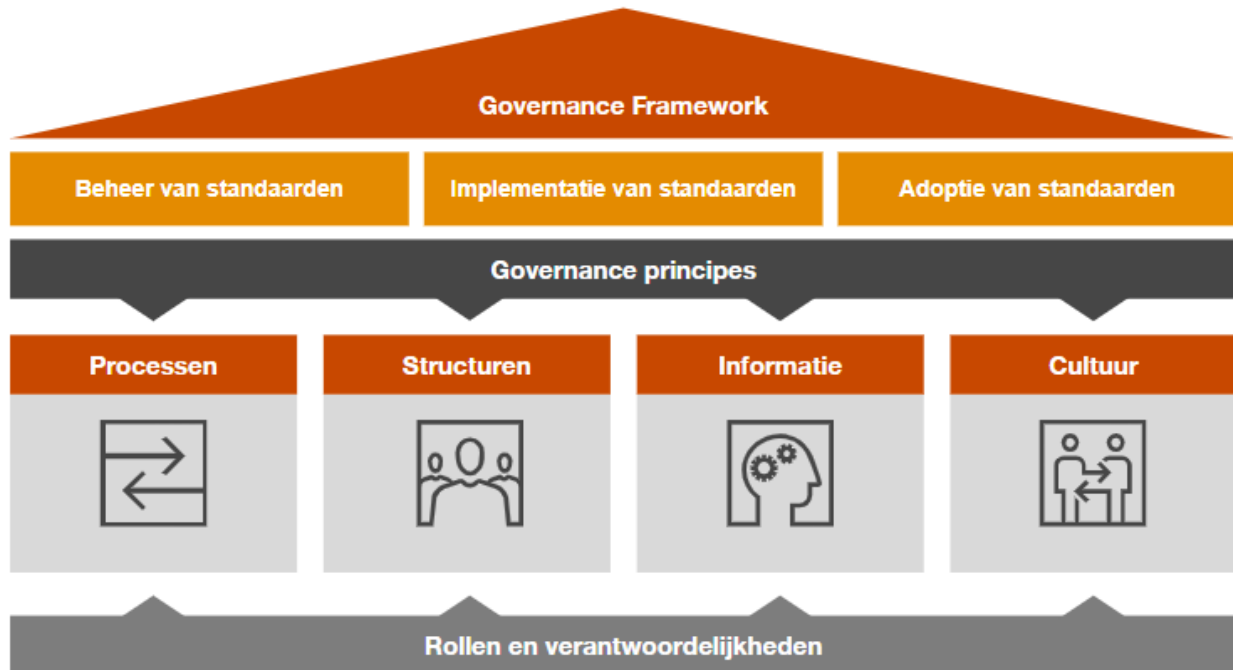 Governance Framework
Beheer van standaarden
Implementatie van standaarden
Adoptie van standaarden
Governance principes
Processen
Structuren
Informatie
Cultuur
Rollen en verantwoordelijkheden